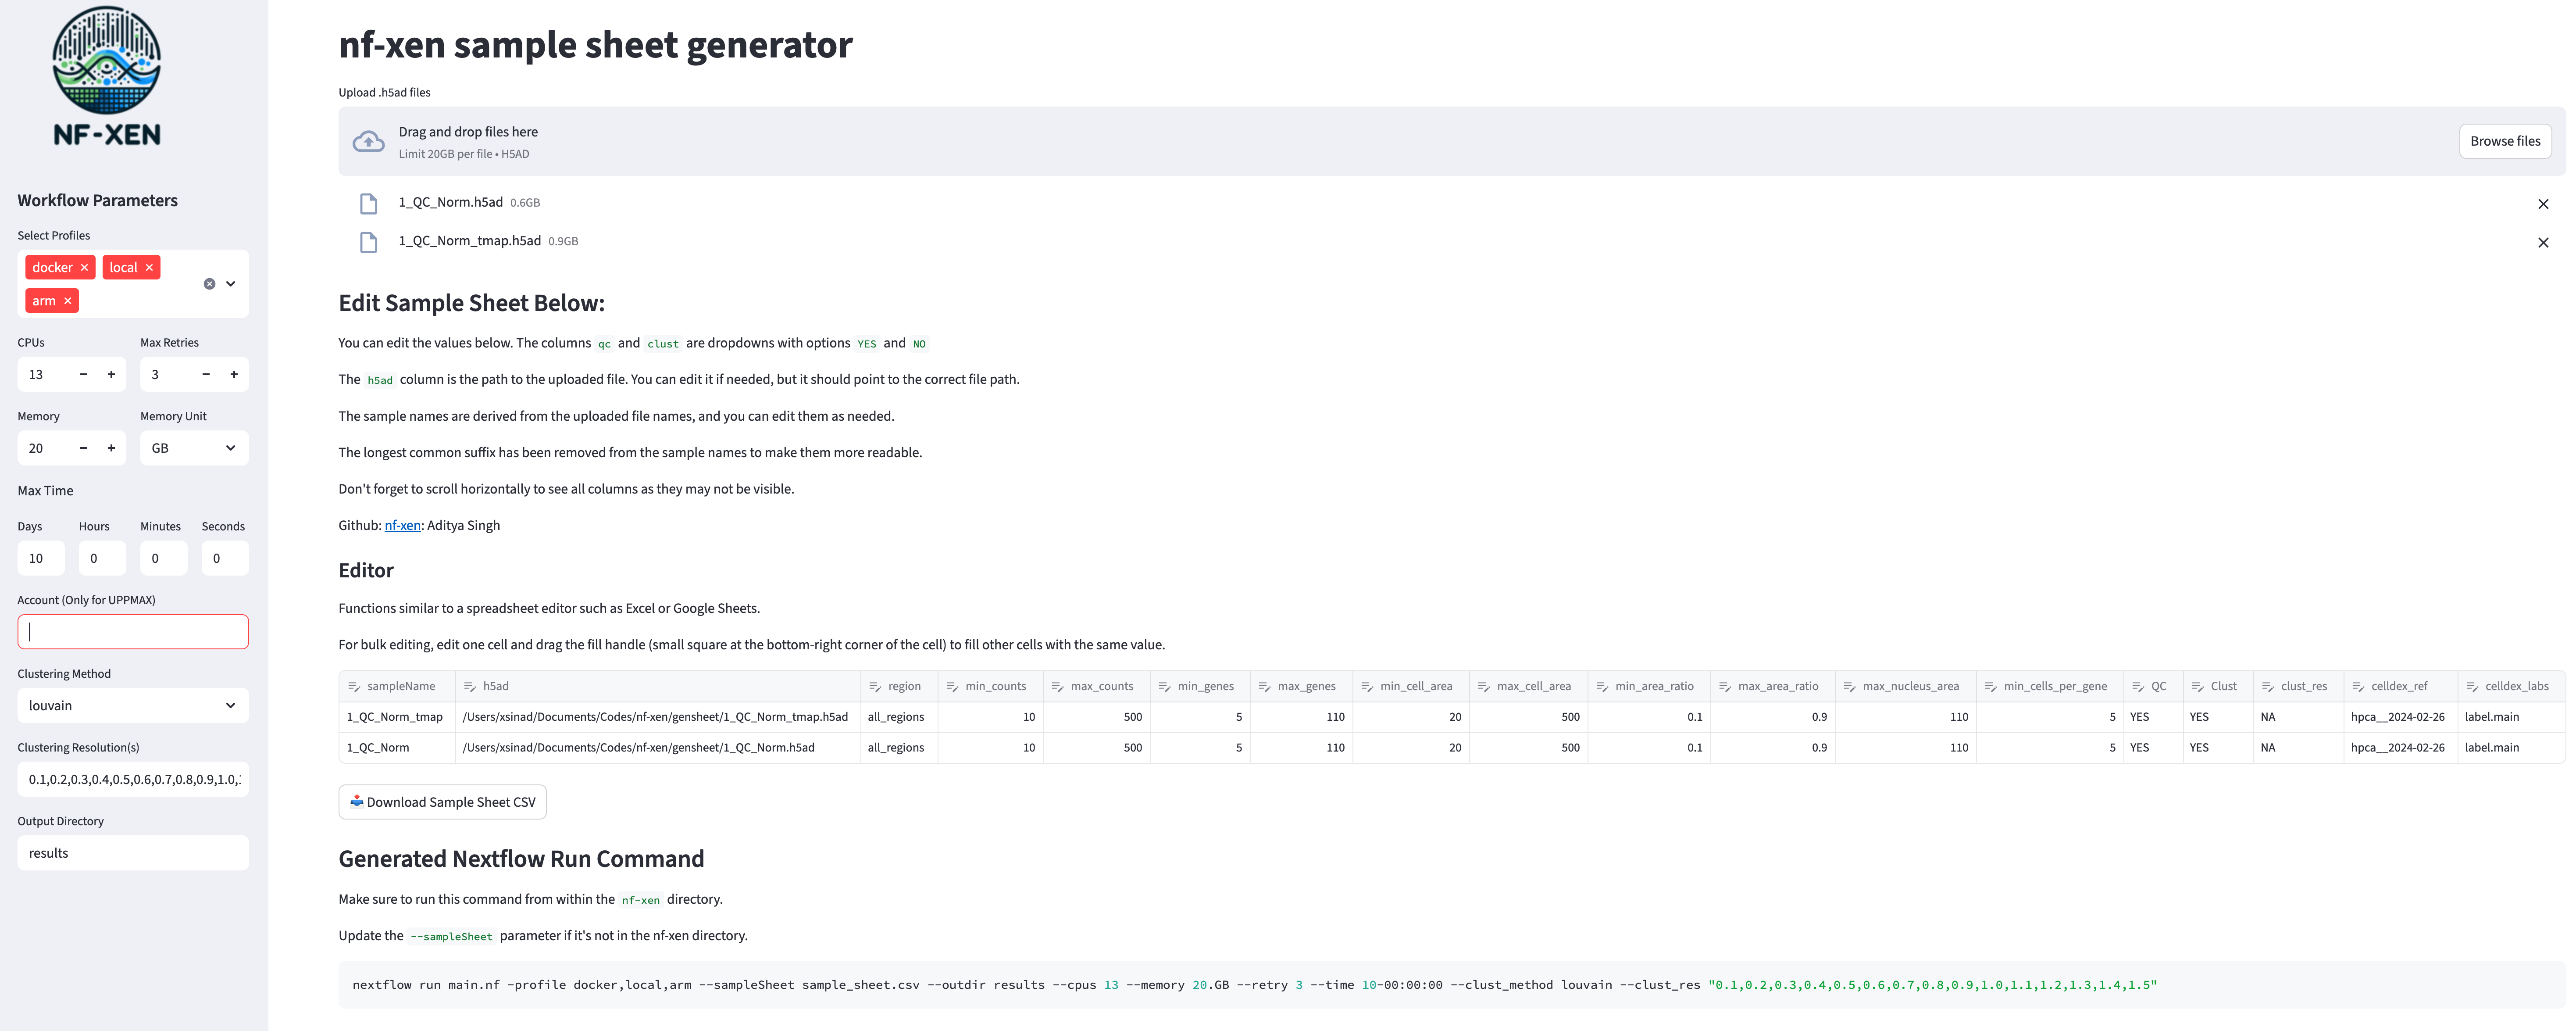 NF-XEN
Workflow Parameters
Select Profiles
docker
local
arm
CPUs
Max Retries
13
3
Memory
Memory Unit
20
GB
Max Time
Days
Hours
Minutes
Seconds
10
0
0
0
Account (Only for UPPMAX)
Clustering Method
louvain
Clustering Resolution(s)
0.1,0.2,0.3,0.4,0.5,0.6,0.7,0.8,0.9,1.0,
Output Directory
results
nf-xen sample sheet generator
Upload .h5ad files
Drag and drop files here
Limit 20GB per file • H5AD
Browse files
1_QC_Norm.h5ad 0.6GB
1_QC_Norm_tmap.h5ad 0.9GB
Edit Sample Sheet Below:
You can edit the values below. The columns qc and clust are dropdowns with options YES and NO
The h5ad column is the path to the uploaded file. You can edit it if needed, but it should point to the correct file path.
The sample names are derived from the uploaded file names, and you can edit them as needed.
The longest common suffix has been removed from the sample names to make them more readable.
Don't forget to scroll horizontally to see all columns as they may not be visible.
Github: nf-xen: Aditya Singh
Editor
Functions similar to a spreadsheet editor such as Excel or Google Sheets.
For bulk editing, edit one cell and drag the fill handle (small square at the bottom-right corner of the cell) to fill other cells with the same value.
sampleName h5ad region min_counts max_counts min_genes max_genes min_cell_area max_cell_area min_area_ratio max_area_ratio max_nucleus_area min_cells_per_gene QC Clust clust_res celldex_ref celldex_labs
1_QC_Norm_tmap /Users/xsinad/Documents/Codes/nf-xen/gensheet/1_QC_Norm_tmap.h5ad all_regions 10 500 5 110 20 500 0.1 0.9 110 5 YES YES NA hpca__2024-02-26 label.main
1_QC_Norm /Users/xsinad/Documents/Codes/nf-xen/gensheet/1_QC_Norm.h5ad all_regions 10 500 5 110 20 500 0.1 0.9 110 5 YES YES NA hpca__2024-02-26 label.main
Download Sample Sheet CSV
Generated Nextflow Run Command
Make sure to run this command from within the nf-xen directory.
Update the --sampleSheet parameter if it's not in the nf-xen directory.
nextflow run main.nf -profile docker,local,arm --sampleSheet sample_sheet.csv --outdir results --cpus 13 --memory 20.GB --retry 3 --time 10-00:00:00 --clust_method louvain --clust_res "0.1,0.2,0.3,0.4,0.5,0.6,0.7,0.8,0.9,1.0,1.1,1.2,1.3,1.4,1.5"